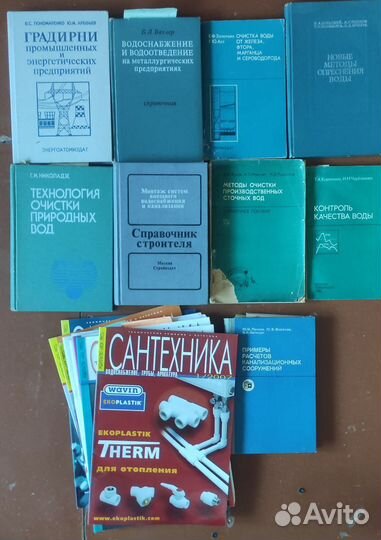 В.С. ПОНОМАРЕНКО Ю.И. АРЕФЬЕВ
ГРАДИРНИ
промышленных
и
энергетических
предприятий
ЭНЕРГОАТОМИЗДАТ
ВОДОСНАБЖЕНИЕ
И ВОДООТВЕДЕНИЕ
на металлургических
предприятиях
справочник
ОЧИСТКА ВОДЫ
ОТ ЖЕЛЕЗА,
ФТОРА,
МАРГАНЦА И
СЕРОВОДОРОДА
НОВЫЕ
МЕТОДЫ
ОПРЕСНЕНИЯ
ВОДЫ
Г.И. НИКОЛАДЗЕ
ТЕХНОЛОГИЯ
ОЧИСТКИ
ПРИРОДНЫХ
ВОД
Монтаж систем
внешнего
водоснабжения
и канализации
Справочник
строителя
Москва
Стройиздат
МЕТОДЫ ОЧИСТКИ
ПРОИЗВОДСТВЕННЫХ
СТОЧНЫХ ВОД
КОНТРОЛЬ
КАЧЕСТВА ВОДЫ
САНТЕХНИКА
ВОДОСНАБЖЕНИЕ, ТРУБЫ, АРМАТУРА
wavin
EKOPLASTIK
EKOPLASTIK
THERM
для отопления
www.ekoplastik.com
ПРИМЕРЫ
РАСЧЕТОВ
КАНАЛИЗАЦИОННЫХ
СООРУЖЕНИЙ
Avito